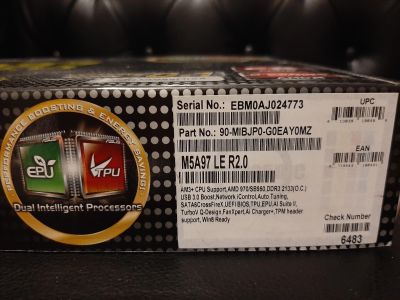 PERFORMANCE BOOSTING & ENERGY SAVING!
EPU
TPU
Dual Intelligent Processors
Serial No.: EBM0AJ024773
UPC
Part No.: 90-MIBJP0-G0EAY0MZ
M5A97 LE R2.0
EAN
AM3+ CPU Support,AMD 970/SB950,DDR3 2133(O.C.)
USB 3.0 Boost,Network iControl,Auto Tuning,
SATA6CrossFireX,UEFI BIOS,TPU,EPU,AI Suite II,
TurboV Q-Design,FanXpert,Ai Charger+,TPM header
support, Win8 Ready
Check Number
6483